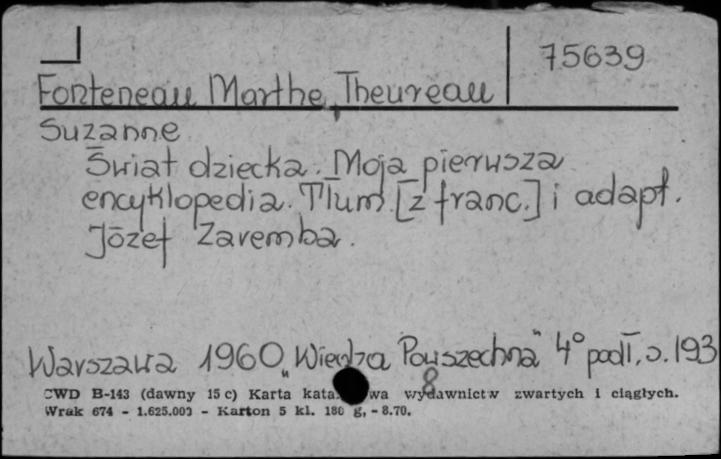 75639
Fonteneau Marthe, Theureau
Suzanne
Świat dziecka. Moja pierwsza
encyklopedia. Tłum. [z franc.] i adapt.
Józef Zaremba.
Warszawa 1960 „Wiedza Powszechna" 4° podł, s. 193
8
CWD B-143 (dawny 15 c) Karta wydawnictw zwartych i ciągłych.
Wrak 674 - 1.625.000 - Karton 5 kl. 180 g, - 8.70.